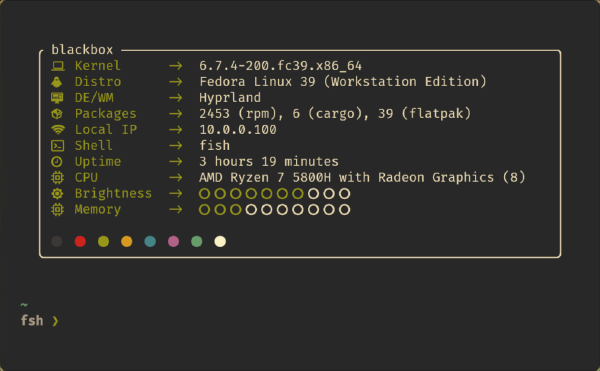 blackbox
Kernel → 6.7.4-200.fc39.x86_64
Distro → Fedora Linux 39 (Workstation Edition)
DE/WM → Hyprland
Packages → 2453 (rpm), 6 (cargo), 39 (flatpak)
Local IP → 10.0.0.100
Shell → fish
Uptime → 3 hours 19 minutes
CPU → AMD Ryzen 7 5800H with Radeon Graphics (8)
Brightness →
Memory →
~
fsh ❯